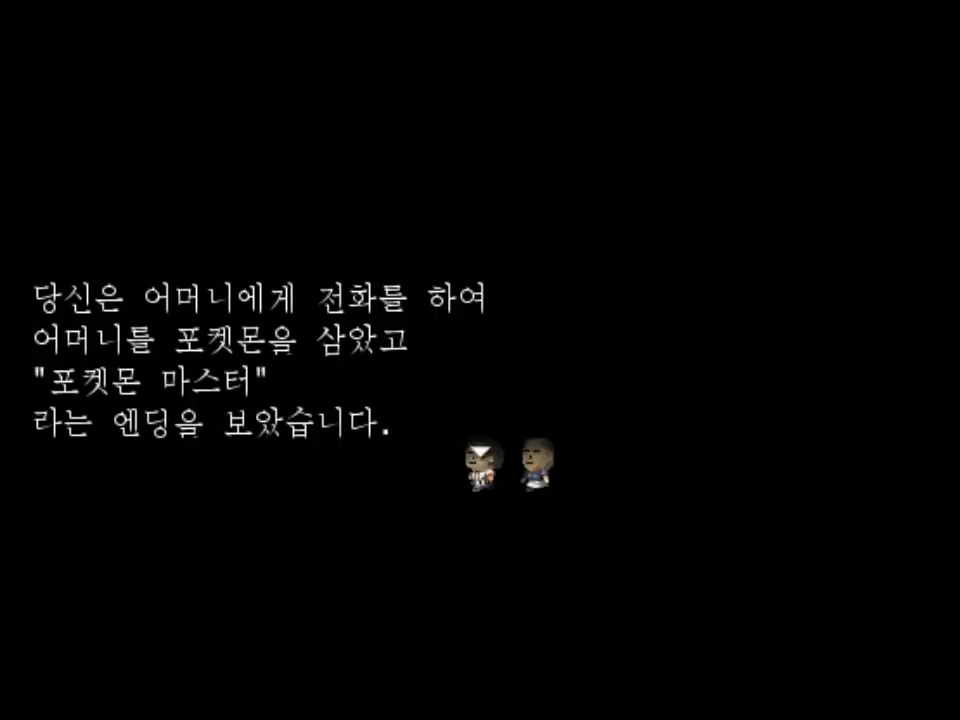 당신은 어머니에게 전화를 하여
어머니를 포켓몬을 삼았고
"포켓몬 마스터"
라는 엔딩을 보았습니다.